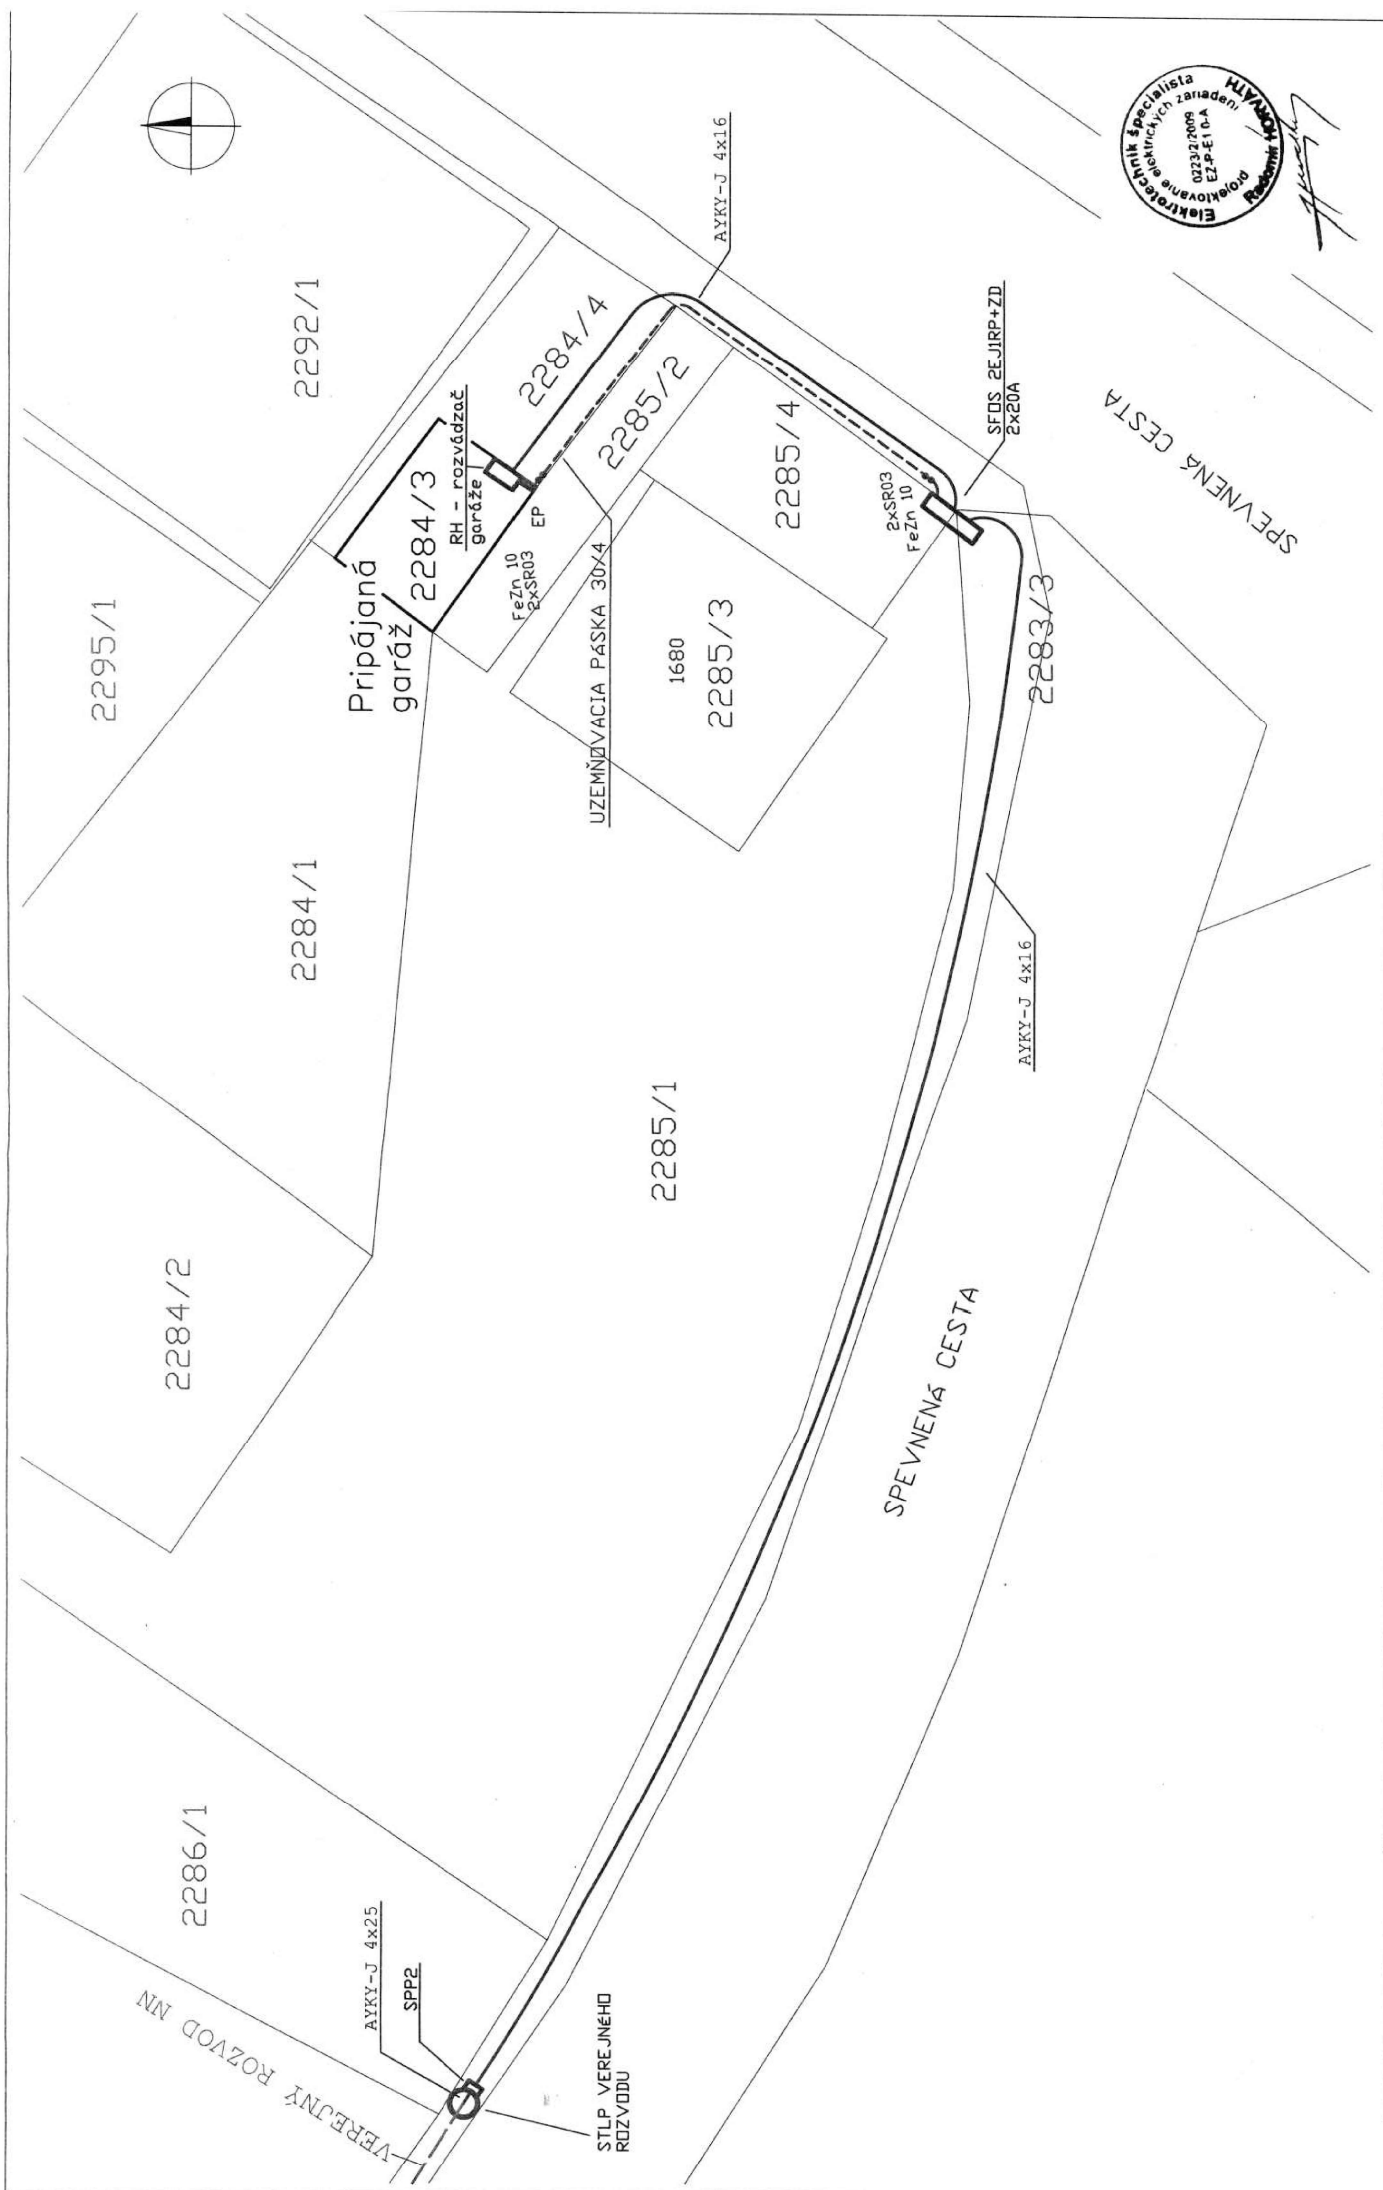 2295/1
2292/1
2284/1
2284/2
2286/1
Pripájaná
garáž
2284/3
RH - rozvádzač
garáže
2284/4
2285/2
EP
FeZn 10
2xSR03
UZEMŇOVACIA PÁSKA 30/4
AYKY-J 4x16
2285/4
2xSR03
FeZn 10
SFOS 2EJ1RP+ZD
2x20A
1680
2285/3
2283/3
2285/1
AYKY-J 4x16
SPEVNENÁ CESTA
SPEVNENÁ CESTA
AYKY-J 4x25
SPP2
VEREJNÝ ROZVOD NN
STLP VEREJNÉHO
ROZVODU
Elektrotechnik špecialista
projektovanie elektrických zariadení
0223/2/2009
EZ-P-E1 0-A
Radomír HORVÁTH